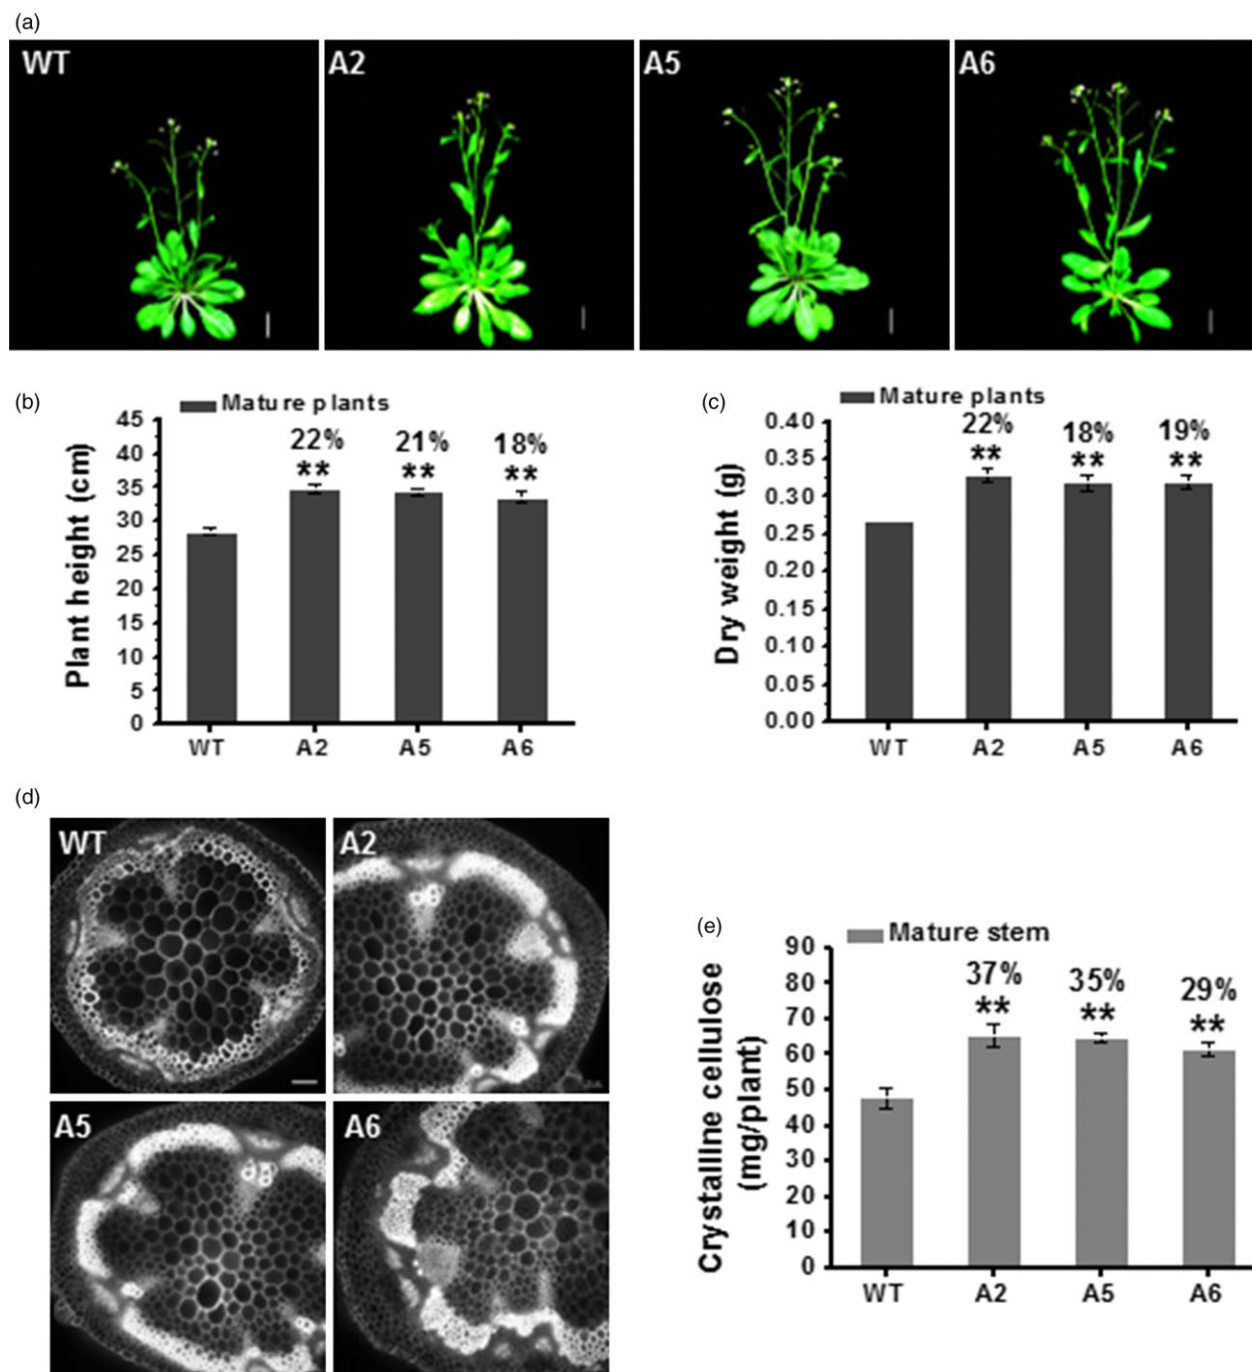 (a)
WT
A2
A5
A6
(b)
Mature plants
Plant height (cm)
45
40
35
30
25
20
15
10
5
0
22%
**
21%
**
18%
**
WT
A2
A5
A6
(c)
Mature plants
Dry weight (g)
0.40
0.35
0.30
0.25
0.20
0.15
0.10
0.05
0.00
22%
**
18%
**
19%
**
WT
A2
A5
A6
(d)
WT
A2
A5
A6
(e)
Mature stem
Crystalline cellulose
(mg/plant)
90
80
70
60
50
40
30
20
10
0
37%
**
35%
**
29%
**
WT
A2
A5
A6